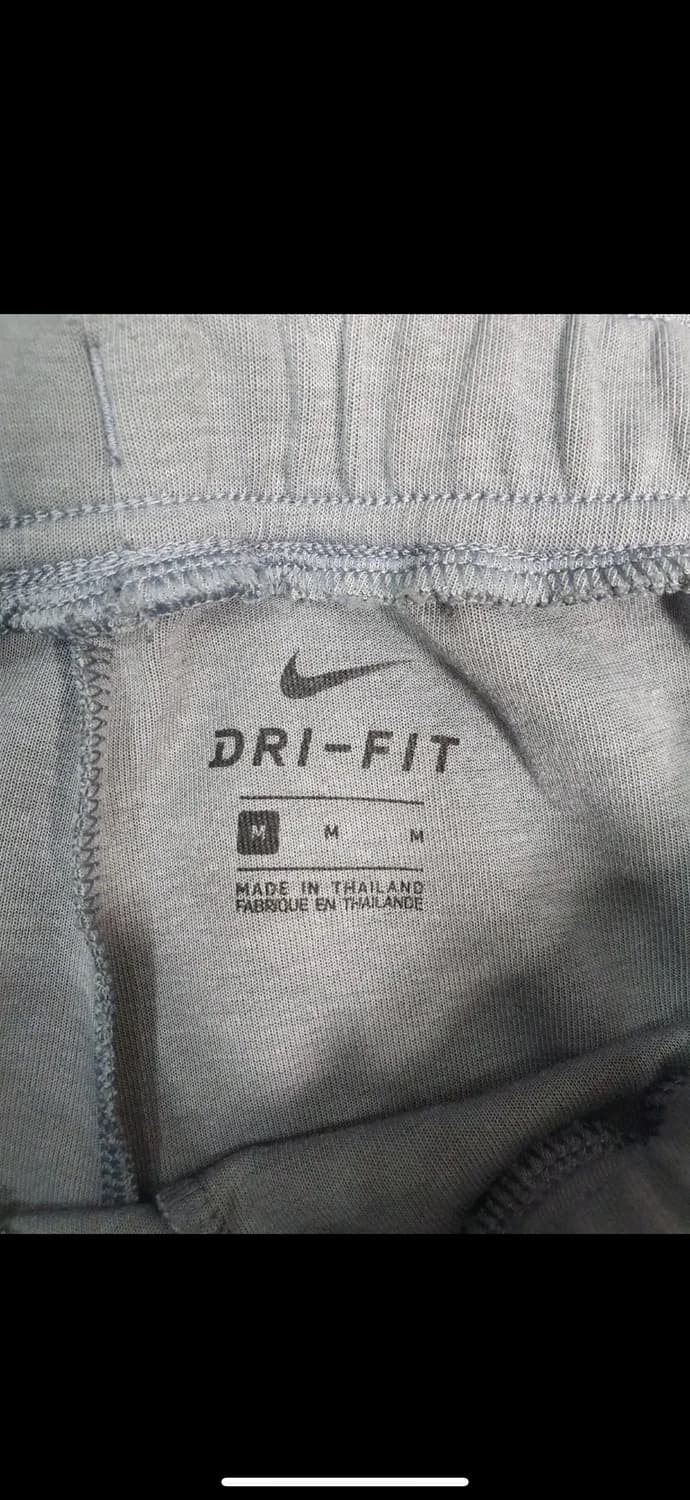 DRI-FIT
M M M
MADE IN THAILAND
FABRIQUE EN THAILANDE